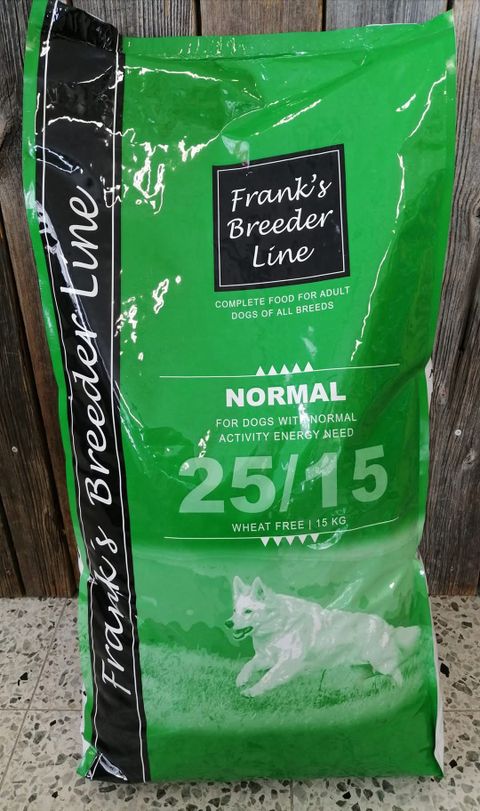 Frank's Breeder Line
Frank's
Breeder
Line
COMPLETE FOOD FOR ADULT
DOGS OF ALL BREEDS
NORMAL
FOR DOGS WITH NORMAL
ACTIVITY ENERGY NEED
25/15
WHEAT FREE | 15 KG